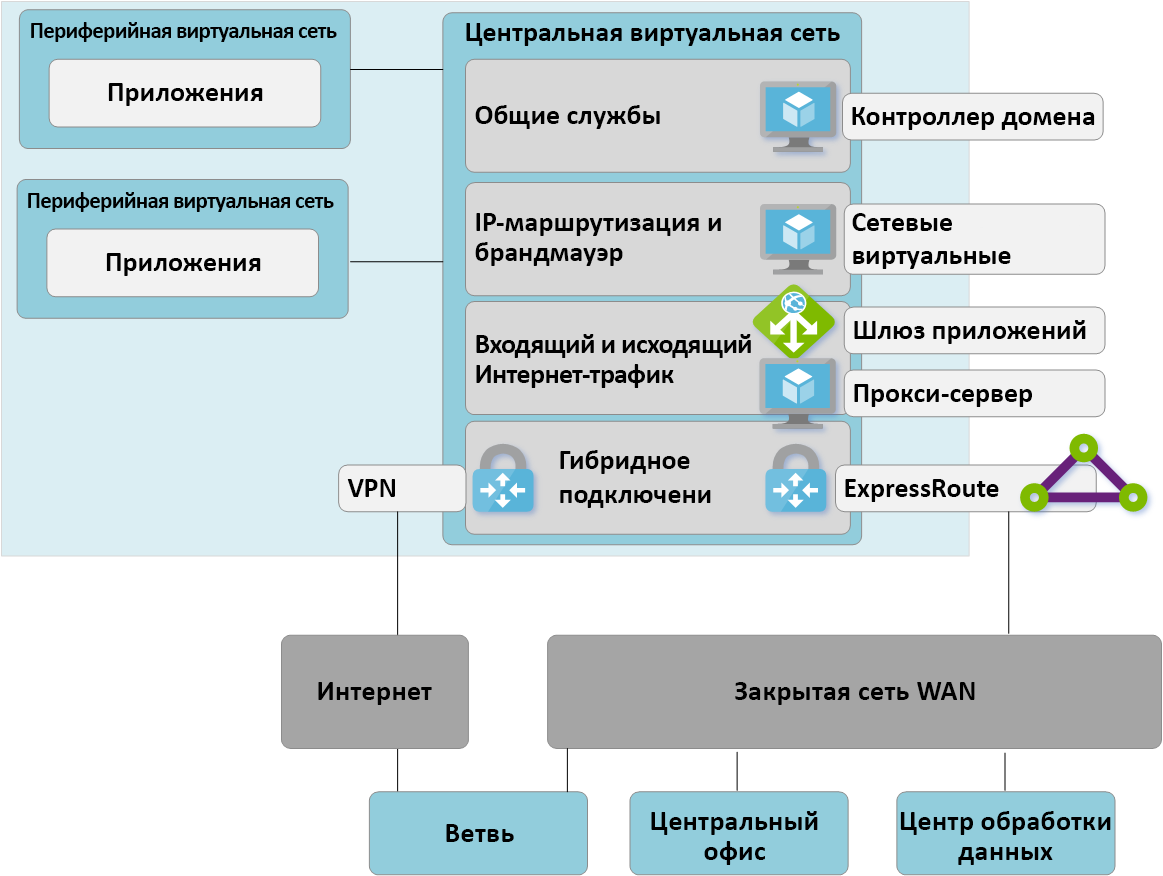 Периферийная виртуальная сеть
Приложения
Периферийная виртуальная сеть
Приложения
Центральная виртуальная сеть
Общие службы
Контроллер домена
IP-маршрутизация и
брандмауэр
Сетевые
виртуальные
Входящий и исходящий
Интернет-трафик
Шлюз приложений
Прокси-сервер
VPN
Гибридное
подключени
ExpressRoute
Интернет
Закрытая сеть WAN
Ветвь
Центральный
офис
Центр обработки
данных